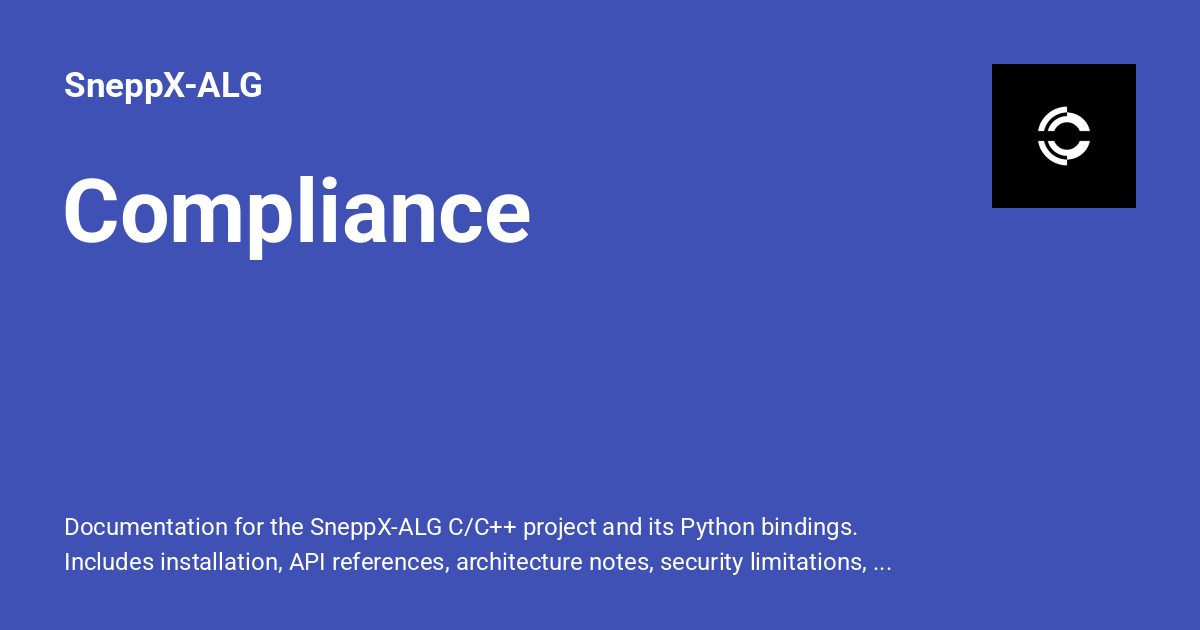 SneppX-ALG
Compliance
Documentation for the SneppX-ALG C/C++ project and its Python bindings.
Includes installation, API references, architecture notes, security limitations, ...